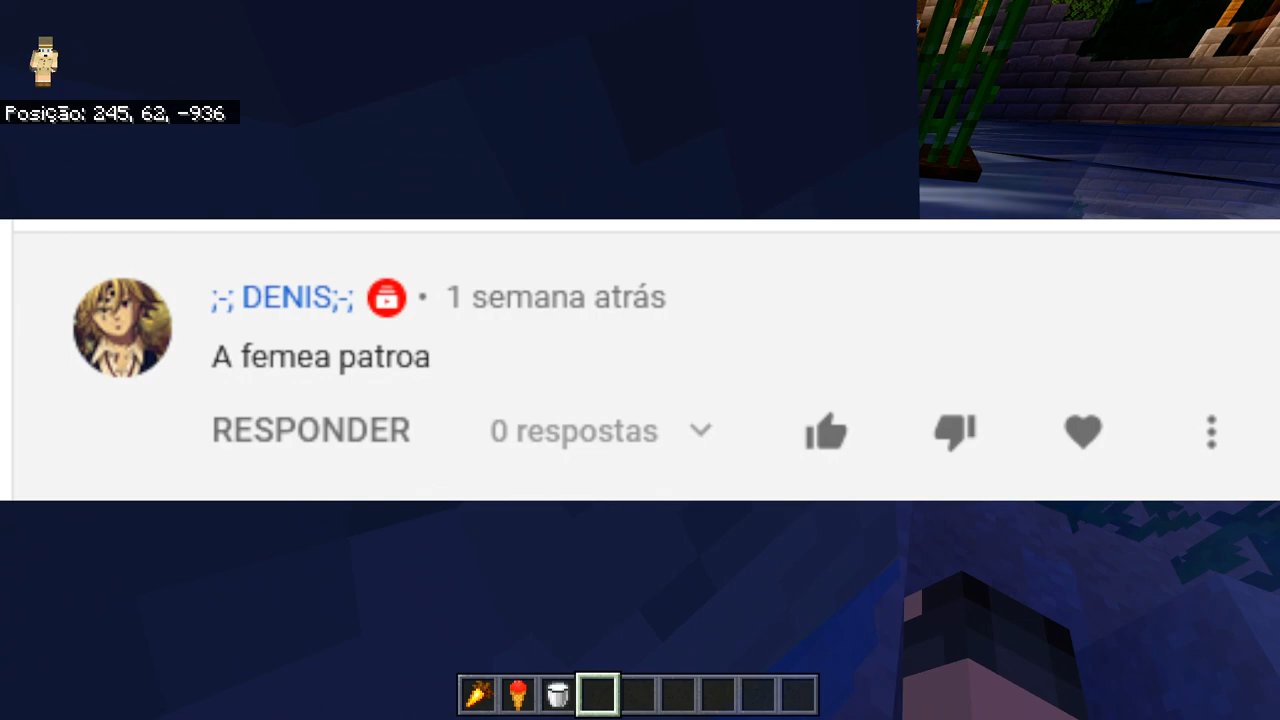 Posição: 245, 62, -936
;-; DENIS;-; • 1 semana atrás
A femea patroa
RESPONDER 0 respostas